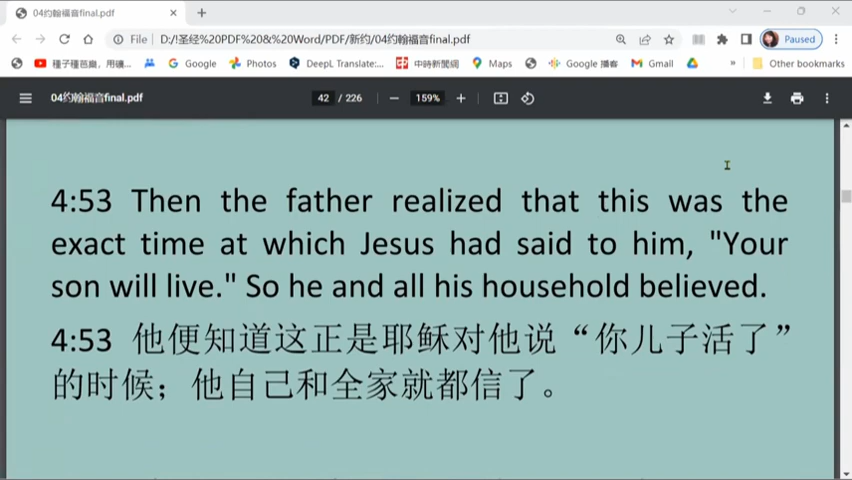 04约翰福音final.pdf
File
D:/!圣经%20PDF%20&%20Word/PDF/新约/04约翰福音final.pdf
Paused
種子種芭樂，用礦...
Google
Photos
DeepL Translate:...
中時新聞網
Maps
Google 播客
Gmail
»
Other bookmarks
04约翰福音final.pdf
42 / 226
159%
4:53 Then the father realized that this was the
exact time at which Jesus had said to him, "Your
son will live." So he and all his household believed.
4:53 他便知道这正是耶稣对他说“你儿子活了”
的时候；他自己和全家就都信了。